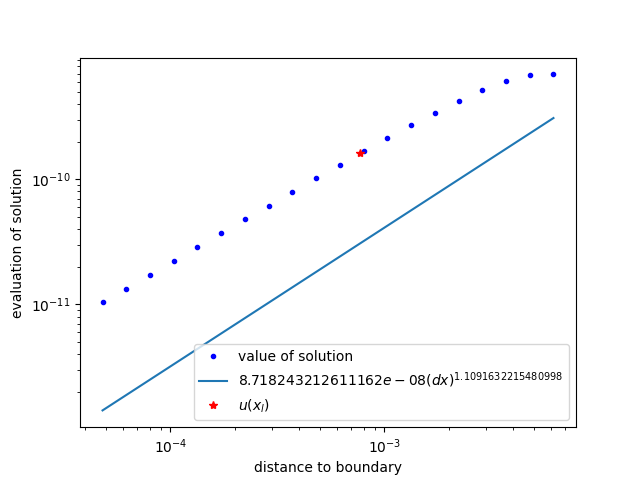 evaluation of solution
10⁻¹⁰
10⁻¹¹
value of solution
8.718243212611162e − 08(dx)^1.1091632215480998
u(x_l)
10⁻⁴
10⁻³
distance to boundary